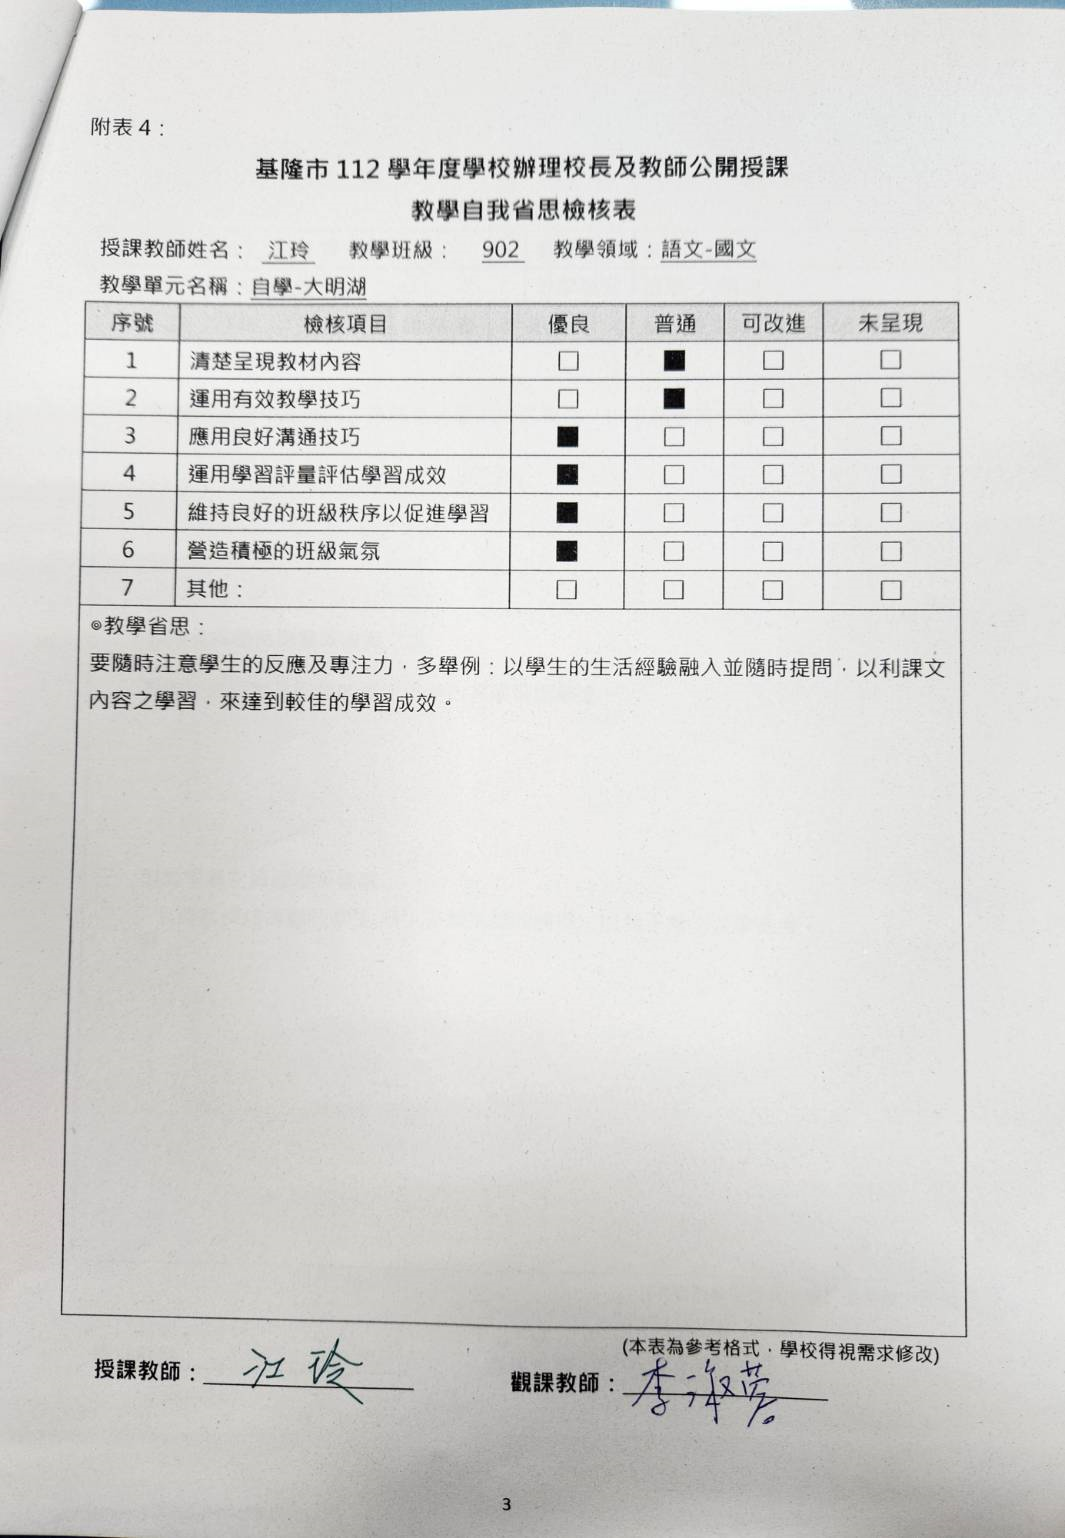 附表 4：
基隆市 112 學年度學校辦理校長及教師公開授課
教學自我省思檢核表
授課教師姓名： 江玲 教學班級： 902 教學領域：語文-國文
教學單元名稱：自學-大明湖
序號 檢核項目 優良 普通 可改進 未呈現
1 清楚呈現教材內容 □ ■ □ □
2 運用有效教學技巧 □ ■ □ □
3 應用良好溝通技巧 ■ □ □ □
4 運用學習評量評估學習成效 ■ □ □ □
5 維持良好的班級秩序以促進學習 ■ □ □ □
6 營造積極的班級氣氛 ■ □ □ □
7 其他： □ □ □ □
◎教學省思：
要隨時注意學生的反應及專注力，多舉例：以學生的生活經驗融入並隨時提問，以利課文
內容之學習，來達到較佳的學習成效。
(本表為參考格式，學校得視需求修改)
授課教師：江玲 觀課教師：李淑
3